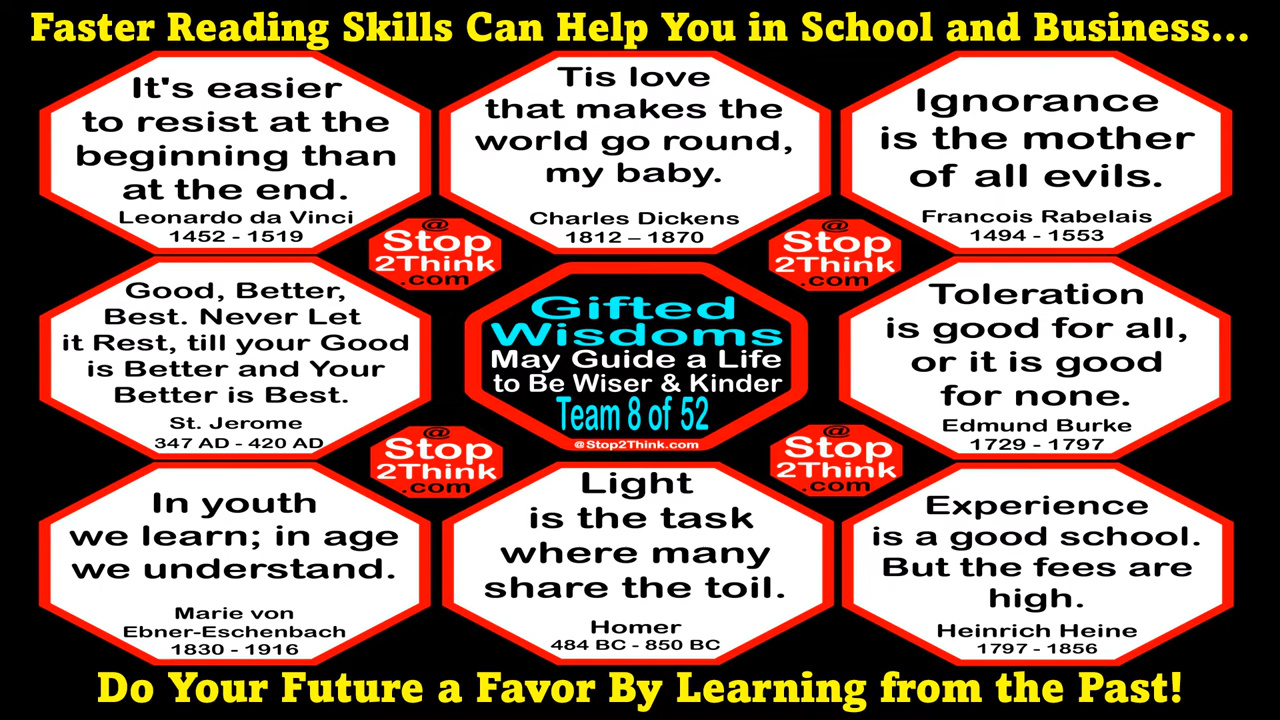 Faster Reading Skills Can Help You in School and Business...
It's easier
to resist at the
beginning than
at the end.
Leonardo da Vinci
1452 - 1519
Tis love
that makes the
world go round,
my baby.
Charles Dickens
1812 – 1870
Ignorance
is the mother
of all evils.
Francois Rabelais
1494 - 1553
@
Stop
2Think
.com
@
Stop
2Think
.com
Good, Better,
Best. Never Let
it Rest, till your Good
is Better and Your
Better is Best.
St. Jerome
347 AD - 420 AD
Gifted
Wisdoms
May Guide a Life
to Be Wiser & Kinder
Team 8 of 52
@Stop2Think.com
Toleration
is good for all,
or it is good
for none.
Edmund Burke
1729 - 1797
@
Stop
2Think
.com
@
Stop
2Think
.com
In youth
we learn; in age
we understand.
Marie von
Ebner-Eschenbach
1830 - 1916
Light
is the task
where many
share the toil.
Homer
484 BC - 850 BC
Experience
is a good school.
But the fees are
high.
Heinrich Heine
1797 - 1856
Do Your Future a Favor By Learning from the Past!